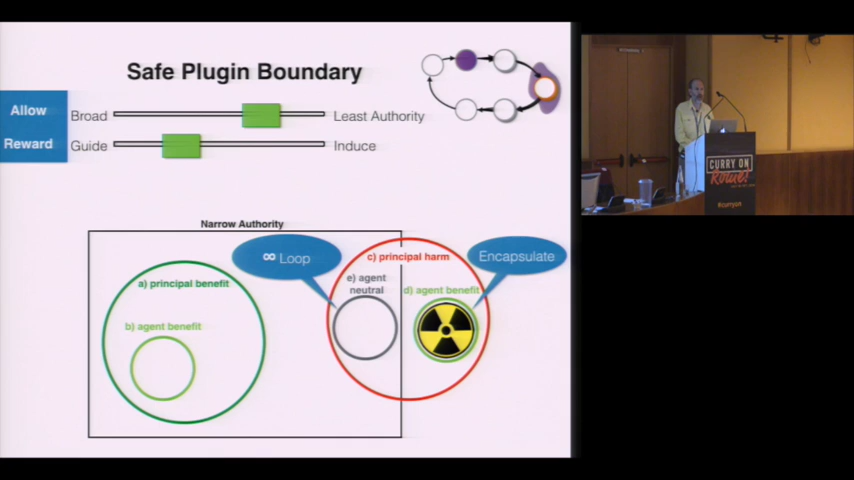 Safe Plugin Boundary
Allow
Broad
Least Authority
Reward
Guide
Induce
Narrow Authority
∞ Loop
c) principal harm
Encapsulate
a) principal benefit
e) agent
neutral
d) agent benefit
b) agent benefit
CURRY ON
Rome!
#curryon